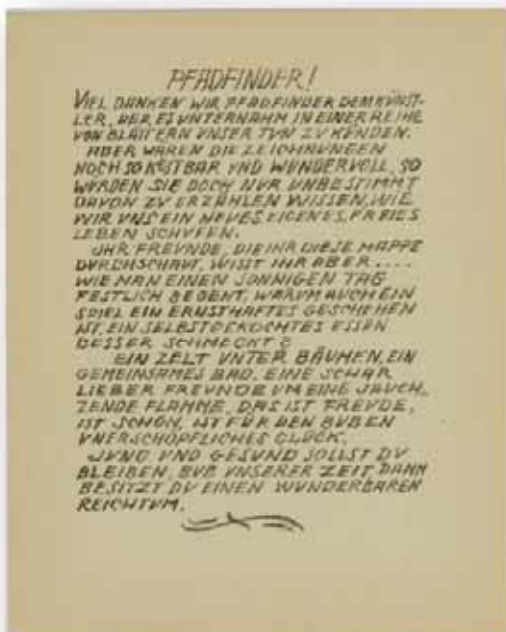 PFADFINDER!
VIEL DANKEN WIR PFADFINDER DEM KÜNST-
LER, DER ES UNTERNAHM IN EINER REIHE
VON BLÄTTERN UNSER TUN ZU KÜNDEN.
ABER WAREN DIE ZEICHNUNGEN
NOCH SO KOSTBAR UND WUNDERVOLL, SO
WÜRDEN SIE DOCH NUR UNBESTIMMT
DAVON ZU ERZÄHLEN WISSEN, WIE
WIR UNS EIN NEUES EIGENES, FREIES
LEBEN SCHUFEN.
IHR FREUNDE, DIE IHR DIESE MAPPE
DURCHSCHAUT, WISST IHR ABER....
WIE MAN EINEN SONNIGEN TAG
FESTLICH BEGEHT, WARUM AUCH EIN
SPIEL EIN ERNSTHAFTES GESCHEHEN
IST, EIN SELBSTGEKOCHTES ESSEN
BESSER SCHMECKT?
EIN ZELT UNTER BÄUMEN, EIN
GEMEINSAMES BAD, EINE SCHAR
LIEBER FREUNDE UM EINE JAUCH-
ZENDE FLAMME, DAS IST FREUDE,
IST SCHÖN, IST FÜR DEN BUBEN
UNERSCHÖPFLICHES GLÜCK.
JUNG UND GESUND SOLLST DU
BLEIBEN, BUB UNSERER ZEIT DANN
BESITZT DU EINEN WUNDERBAREN
REICHTUM.